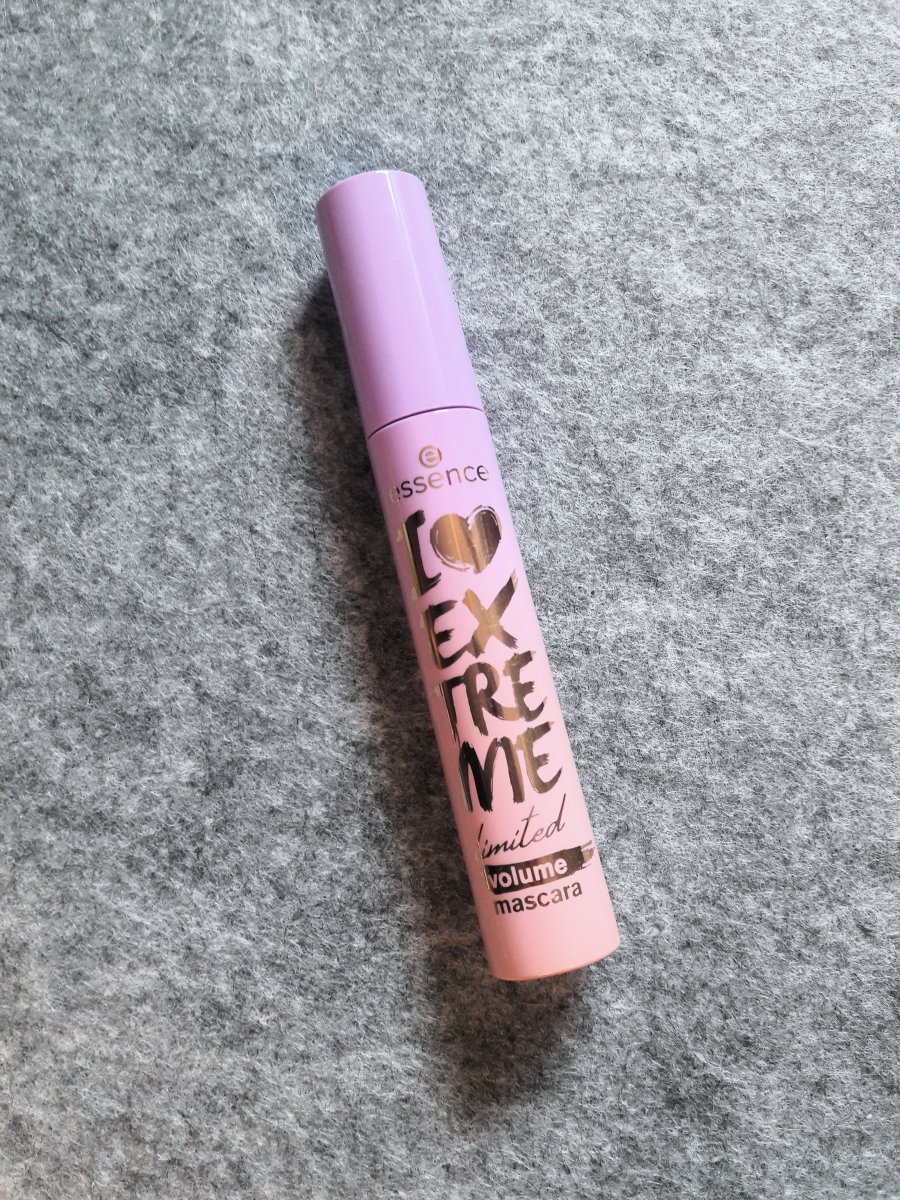 e
essence
I
EX
TRE
ME
limited
volume
mascara